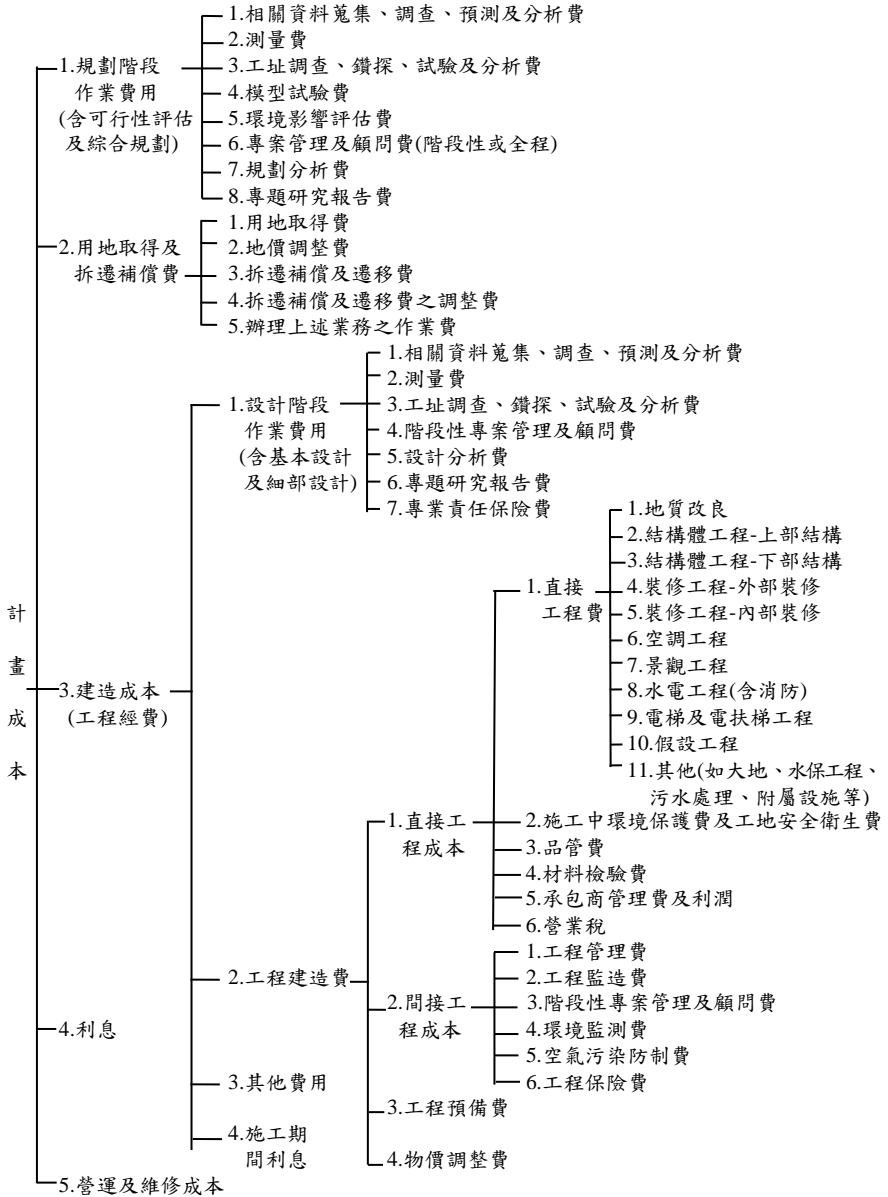 1.相關資料蒐集、調查、預測及分析費
2.測量費
1.規劃階段
作業費用
(含可行性評估
及綜合規劃)
3.工址調查、鑽探、試驗及分析費
4.模型試驗費
5.環境影響評估費
6.專案管理及顧問費(階段性或全程)
7.規劃分析費
8.專題研究報告費
2.用地取得及
拆遷補償費
1.用地取得費
2.地價調整費
3.拆遷補償及遷移費
4.拆遷補償及遷移費之調整費
5.辦理上述業務之作業費
1.設計階段
作業費用
(含基本設計
及細部設計)
1.相關資料蒐集、調查、預測及分析費
2.測量費
3.工址調查、鑽探、試驗及分析費
4.階段性專案管理及顧問費
5.設計分析費
6.專題研究報告費
7.專業責任保險費
計
畫
成
本
3.建造成本
(工程經費)
1.直接
工程費
1.地質改良
2.結構體工程-上部結構
3.結構體工程-下部結構
4.裝修工程-外部裝修
5.裝修工程-內部裝修
6.空調工程
7.景觀工程
8.水電工程(含消防)
9.電梯及電扶梯工程
10.假設工程
11.其他(如大地、水保工程、
污水處理、附屬設施等)
1.直接工
程成本
2.施工中環境保護費及工地安全衛生費
3.品管費
4.材料檢驗費
5.承包商管理費及利潤
6.營業稅
2.工程建造費
2.間接工
程成本
1.工程管理費
2.工程監造費
3.階段性專案管理及顧問費
4.環境監測費
5.空氣污染防制費
6.工程保險費
4.利息
3.其他費用
3.工程預備費
4.施工期
間利息
4.物價調整費
5.營運及維修成本